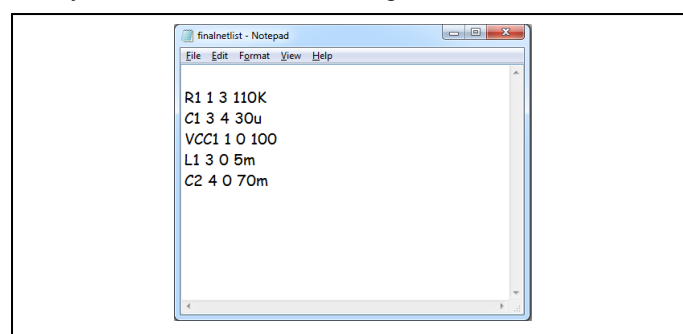 finalnetlist - Notepad
File Edit Format View Help
R1 1 3 110K
C1 3 4 30u
VCC1 1 0 100
L1 3 0 5m
C2 4 0 70m